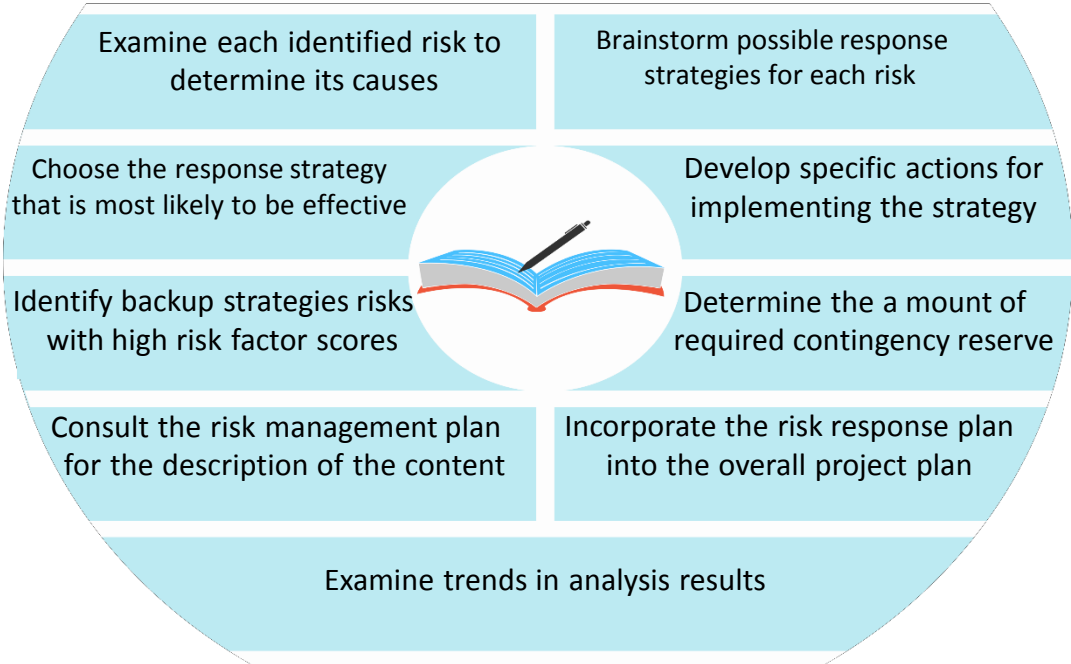 Examine each identified risk to
determine its causes
Brainstorm possible response
strategies for each risk
Choose the response strategy
that is most likely to be effective
Develop specific actions for
implementing the strategy
Identify backup strategies risks
with high risk factor scores
Determine the a mount of
required contingency reserve
Consult the risk management plan
for the description of the content
Incorporate the risk response plan
into the overall project plan
Examine trends in analysis results